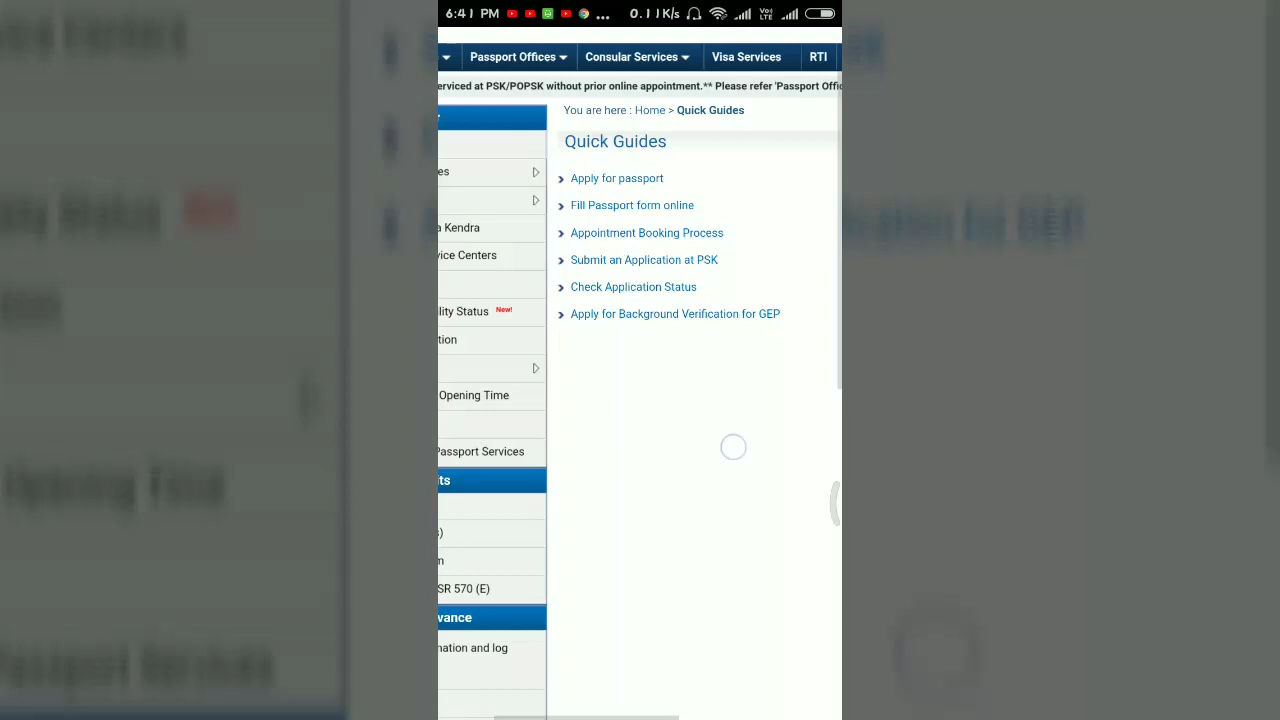 6:41 PM ... 0.11K/s Vo) LTE
Passport Offices Consular Services Visa Services RTI
at PSK/POPSK without prior online appointment.** Please refer 'Passport
You are here : Home > Quick Guides
Quick Guides
Apply for passport
Fill Passport form online
Appointment Booking Process
Submit an Application at PSK
Check Application Status
Apply for Background Verification for GEP
es
a Kendra
vice Centers
lity Status New!
tion
Opening Time
Passport Services
its
s)
m
SR 570 (E)
vance
nation and log